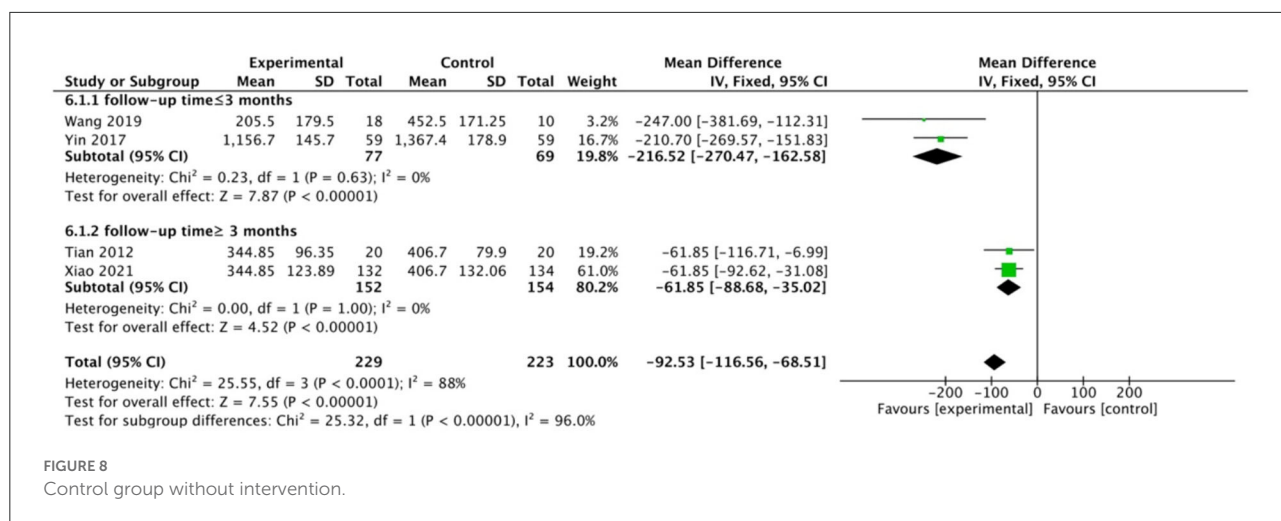 Experimental Control Mean Difference Mean Difference
Study or Subgroup Mean SD Total Mean SD Total Weight IV, Fixed, 95% CI IV, Fixed, 95% CI
6.1.1 follow-up time≤3 months
Wang 2019 205.5 179.5 18 452.5 171.25 10 3.2% -247.00 [-381.69, -112.31]
Yin 2017 1,156.7 145.7 59 1,367.4 178.9 59 16.7% -210.70 [-269.57, -151.83]
Subtotal (95% CI) 77 69 19.8% -216.52 [-270.47, -162.58]
Heterogeneity: Chi² = 0.23, df = 1 (P = 0.63); I² = 0%
Test for overall effect: Z = 7.87 (P < 0.00001)
6.1.2 follow-up time≥ 3 months
Tian 2012 344.85 96.35 20 406.7 79.9 20 19.2% -61.85 [-116.71, -6.99]
Xiao 2021 344.85 123.89 132 406.7 132.06 134 61.0% -61.85 [-92.62, -31.08]
Subtotal (95% CI) 152 154 80.2% -61.85 [-88.68, -35.02]
Heterogeneity: Chi² = 0.00, df = 1 (P = 1.00); I² = 0%
Test for overall effect: Z = 4.52 (P < 0.00001)
Total (95% CI) 229 223 100.0% -92.53 [-116.56, -68.51]
Heterogeneity: Chi² = 25.55, df = 3 (P < 0.0001); I² = 88%
Test for overall effect: Z = 7.55 (P < 0.00001)
Test for subgroup differences: Chi² = 25.32, df = 1 (P < 0.00001), I² = 96.0%
-200 -100 0 100 200
Favours [experimental] Favours [control]
FIGURE 8
Control group without intervention.